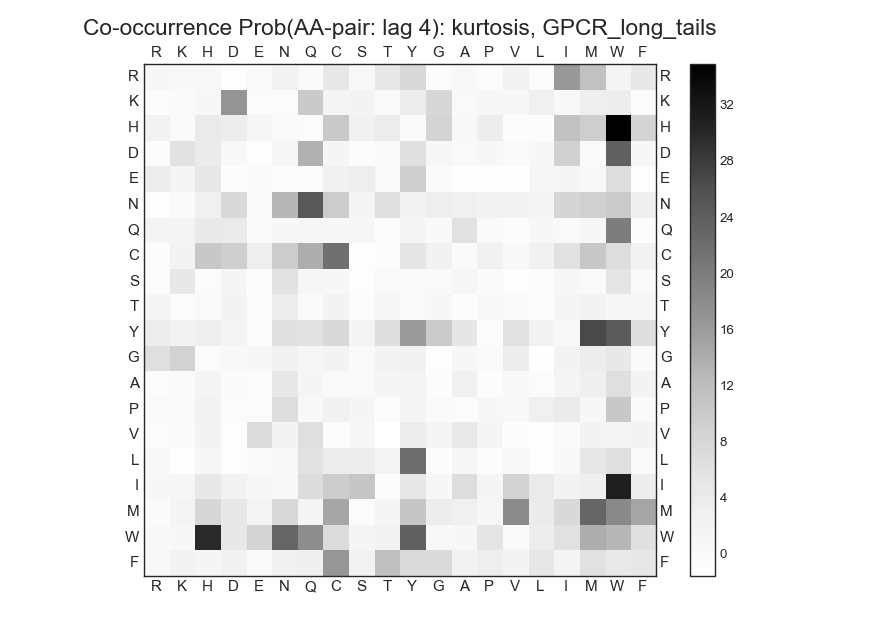 Co-occurrence Prob(AA-pair: lag 4): kurtosis, GPCR_long_tails
R K H D E N Q C S T Y G A P V L I M W F
R R
K K
H H
D D
E E
N N
Q Q
C C
S S
T T
Y Y
G G
A A
P P
V V
L L
I I
M M
W W
F F
R K H D E N Q C S T Y G A P V L I M W F
32
28
24
20
16
12
8
4
0